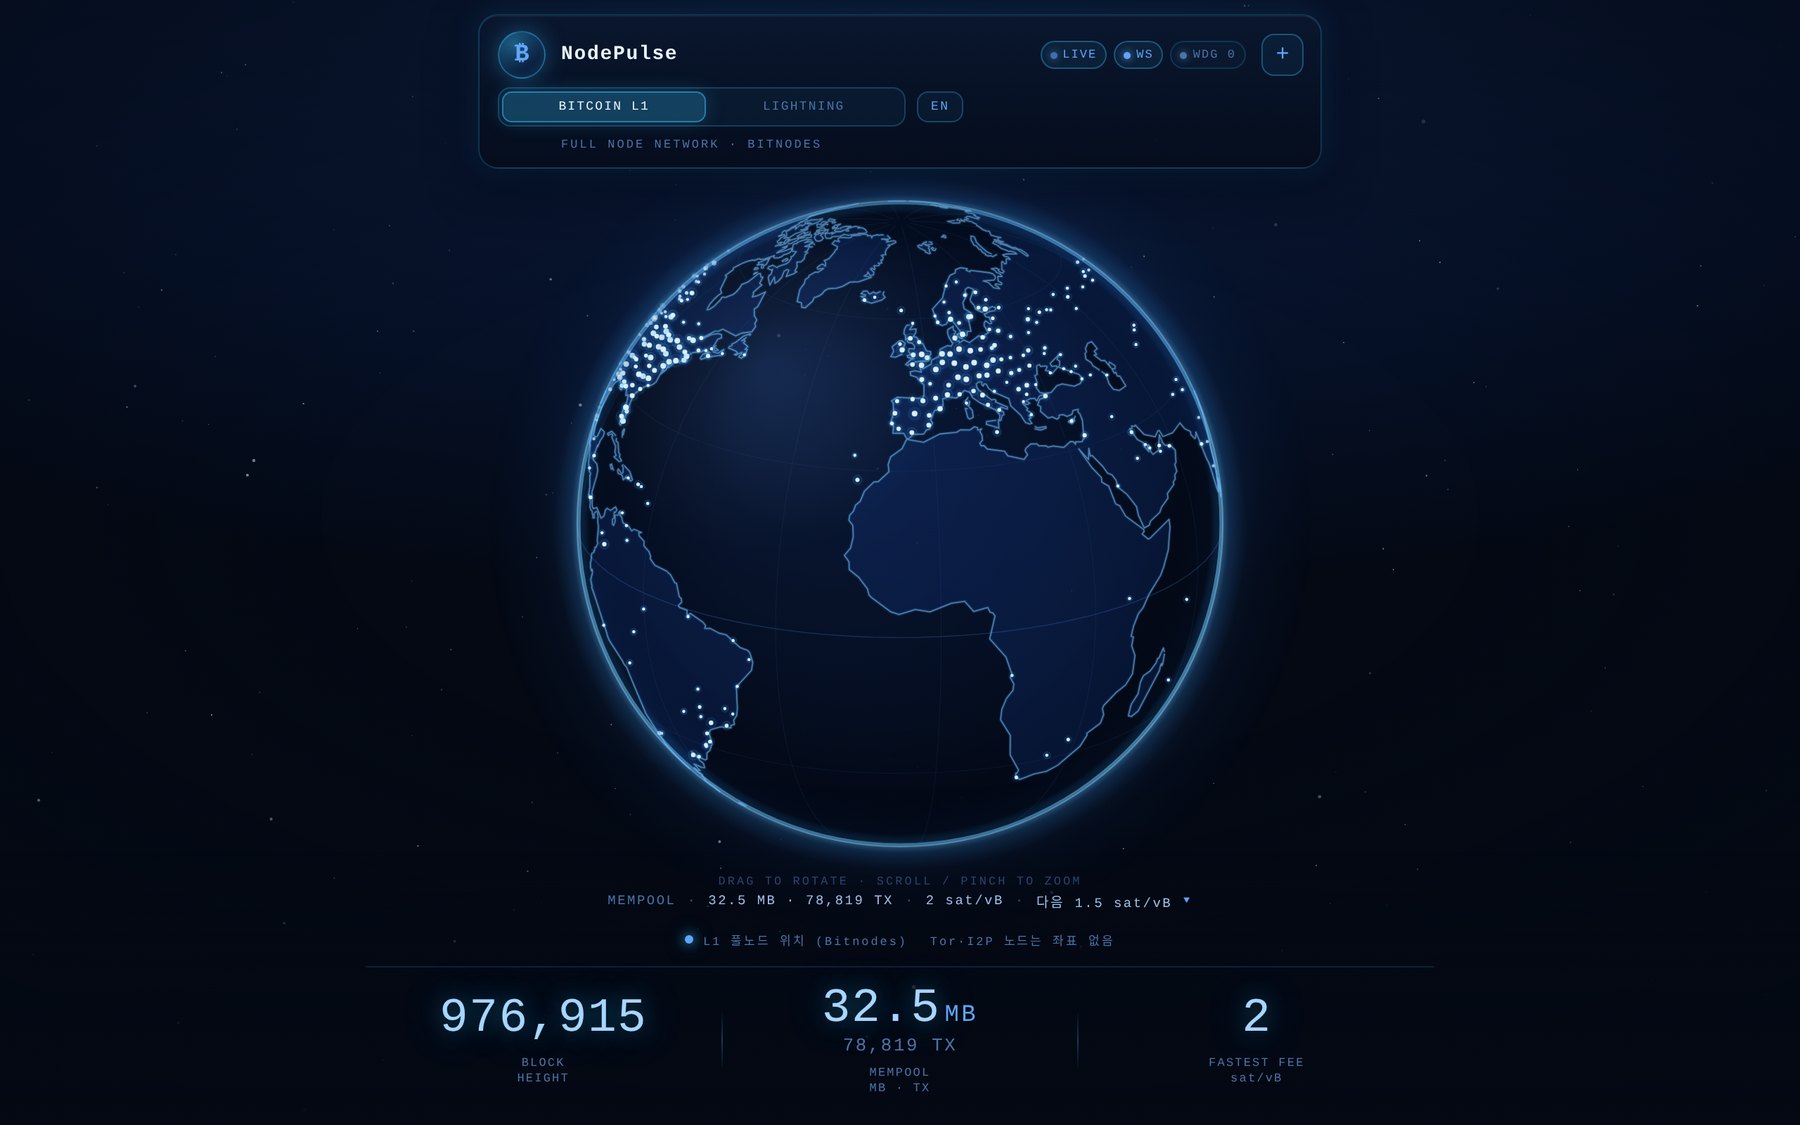 ₿ NodePulse
LIVE WS WDG 0 +
BITCOIN L1 LIGHTNING EN
FULL NODE NETWORK · BITNODES
DRAG TO ROTATE · SCROLL / PINCH TO ZOOM
MEMPOOL · 32.5 MB · 78,819 TX · 2 sat/vB · 다음 1.5 sat/vB ▼
L1 풀노드 위치 (Bitnodes) Tor·I2P 노드는 좌표 없음
976,915
BLOCK
HEIGHT
32.5 MB
78,819 TX
MEMPOOL
MB · TX
2
FASTEST FEE
sat/vB